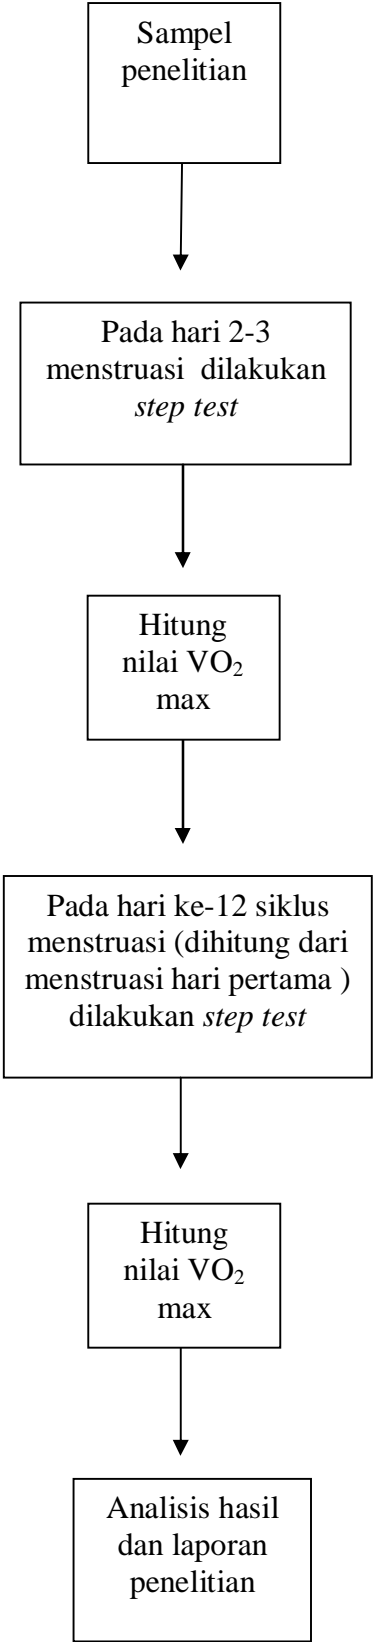 Sampel
penelitian
Pada hari 2-3
menstruasi  dilakukan
step test
Hitung
nilai VO₂
max
Pada hari ke-12 siklus
menstruasi (dihitung dari
menstruasi hari pertama )
dilakukan step test
Hitung
nilai VO₂
max
Analisis hasil
dan laporan
penelitian